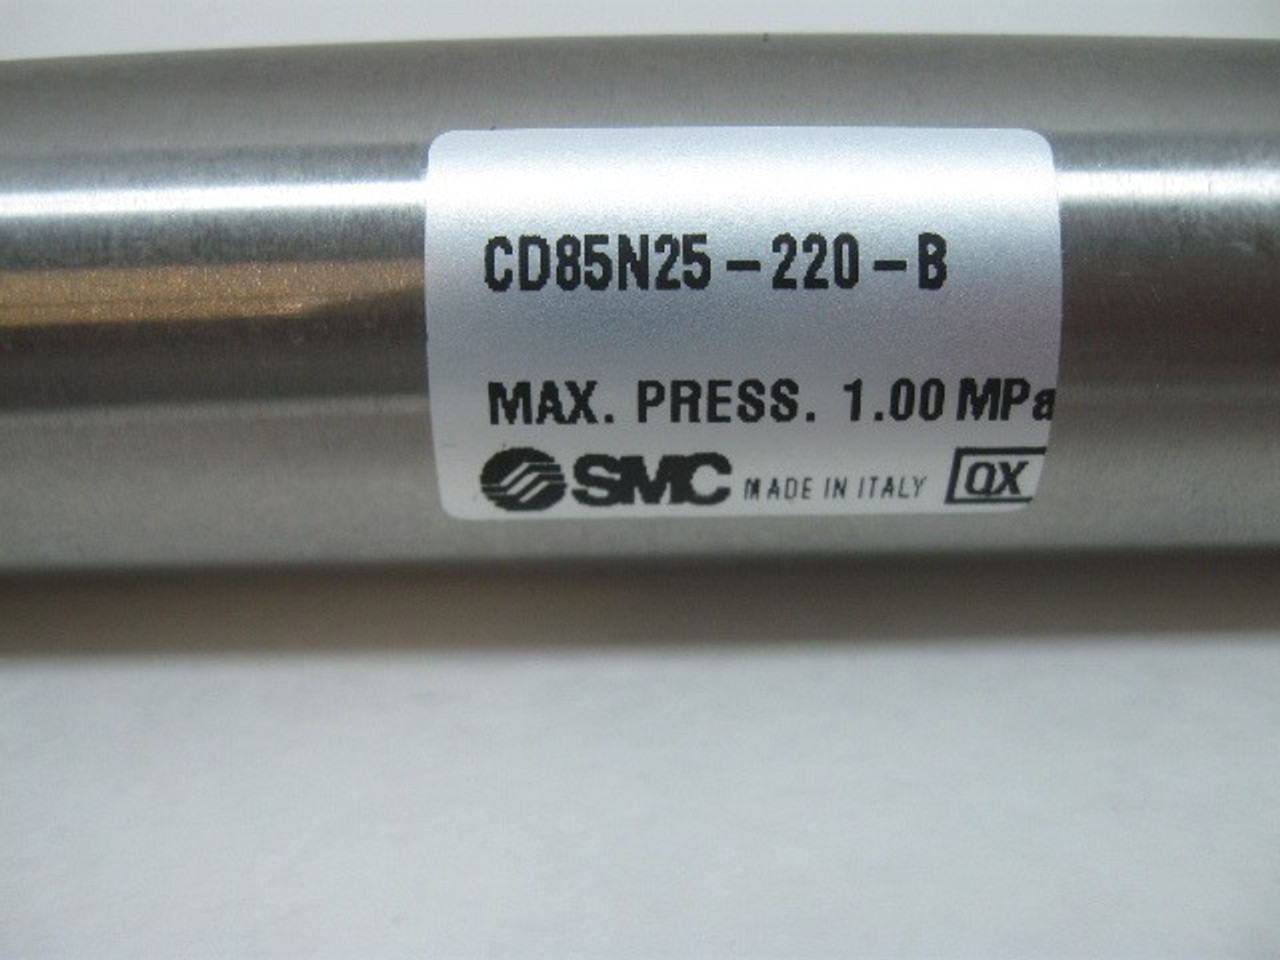 CD85N25-220-B
MAX. PRESS. 1.00 MPa
SMC MADE IN ITALY QX